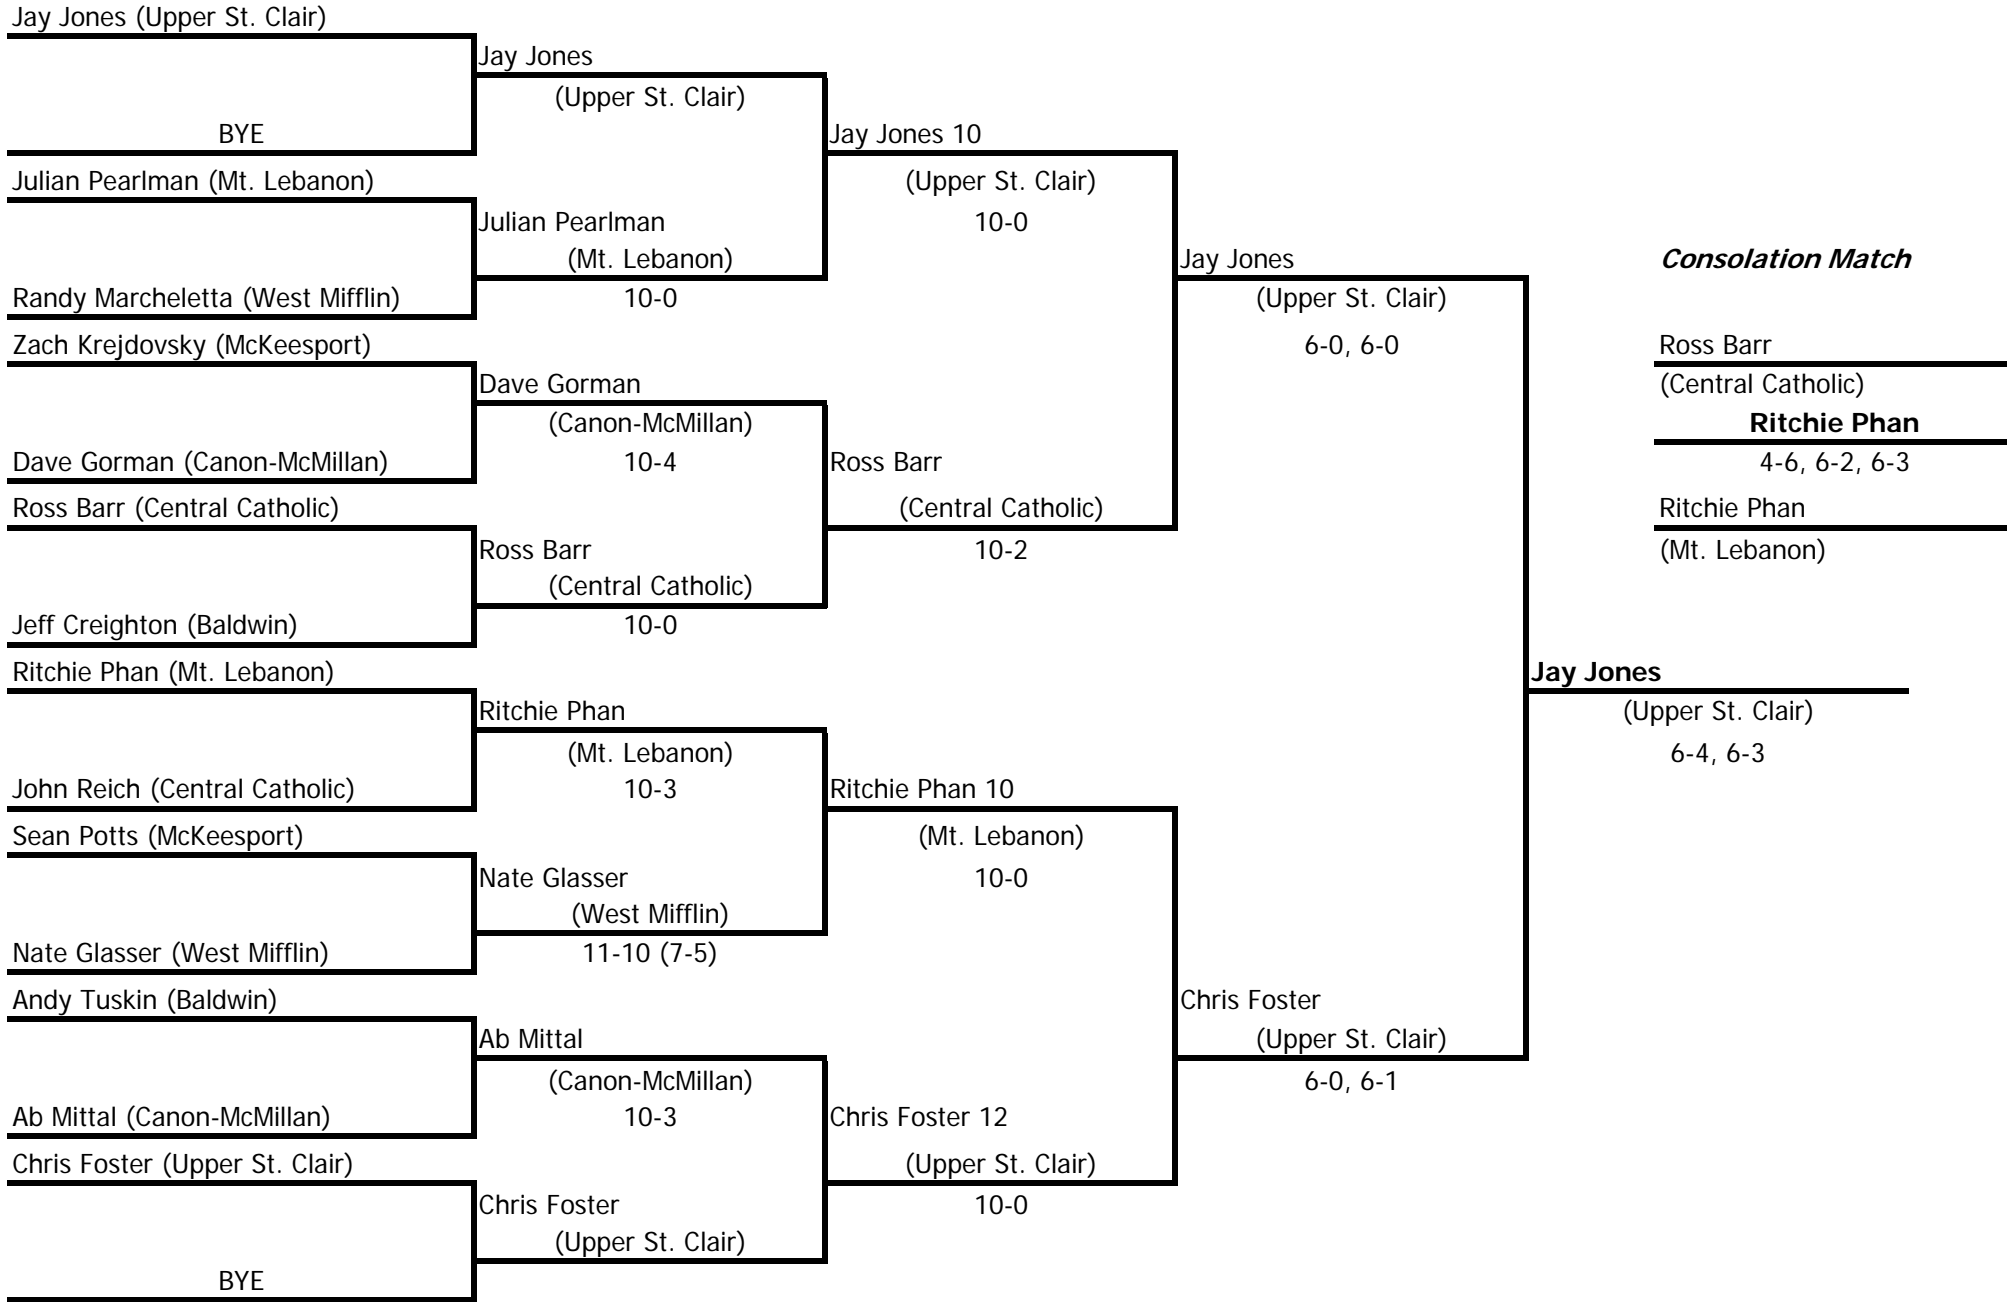 Jay Jones (Upper St. Clair)
BYE
Julian Pearlman (Mt. Lebanon)
Randy Marcheletta (West Mifflin)
Zach Krejdovsky (McKeesport)
Dave Gorman (Canon-McMillan)
Ross Barr (Central Catholic)
Jeff Creighton (Baldwin)
Ritchie Phan (Mt. Lebanon)
John Reich (Central Catholic)
Sean Potts (McKeesport)
Nate Glasser (West Mifflin)
Andy Tuskin (Baldwin)
Ab Mittal (Canon-McMillan)
Chris Foster (Upper St. Clair)
BYE
Jay Jones
(Upper St. Clair)
Julian Pearlman
(Mt. Lebanon)
10-0
Dave Gorman
(Canon-McMillan)
10-4
Ross Barr
(Central Catholic)
10-0
Ritchie Phan
(Mt. Lebanon)
10-3
Nate Glasser
(West Mifflin)
11-10 (7-5)
Ab Mittal
(Canon-McMillan)
10-3
Chris Foster
(Upper St. Clair)
Jay Jones 10
(Upper St. Clair)
10-0
Ross Barr
(Central Catholic)
10-2
Ritchie Phan 10
(Mt. Lebanon)
10-0
Chris Foster 12
(Upper St. Clair)
10-0
Jay Jones
(Upper St. Clair)
6-0, 6-0
Chris Foster
(Upper St. Clair)
6-0, 6-1
Jay Jones
(Upper St. Clair)
6-4, 6-3
Consolation Match
Ross Barr
(Central Catholic)
Ritchie Phan
4-6, 6-2, 6-3
Ritchie Phan
(Mt. Lebanon)